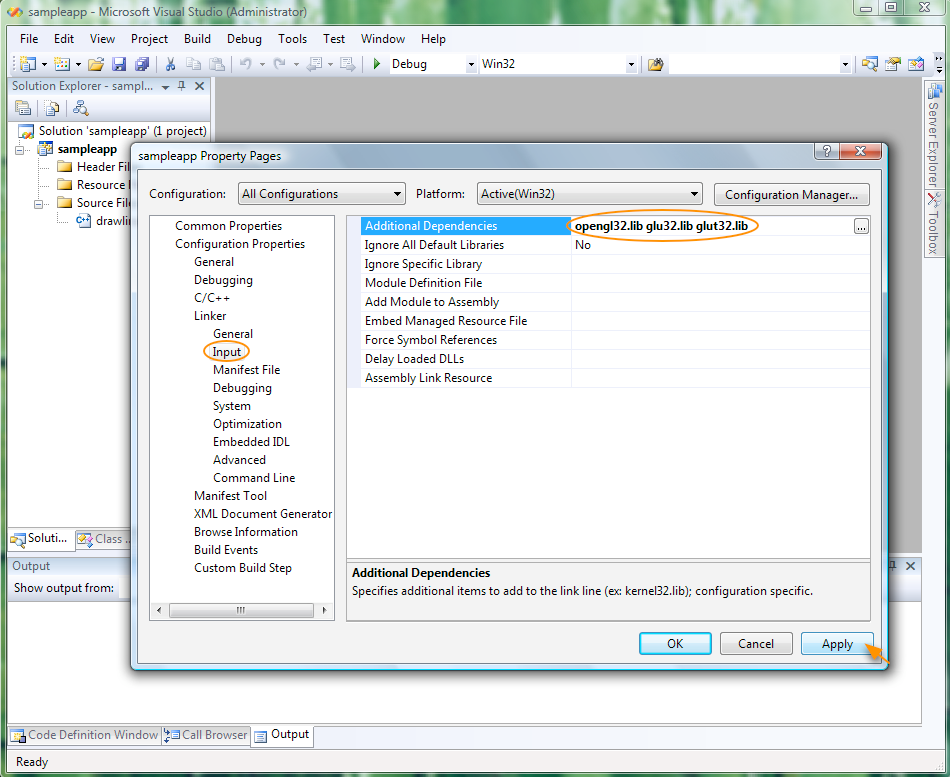 sampleapp - Microsoft Visual Studio (Administrator)
File Edit View Project Build Debug Tools Test Window Help
Debug Win32
Solution Explorer - sampl...
Solution 'sampleapp' (1 project)
sampleapp
Header Fil
Resource
Source File
drawlin
Soluti... Class ...
Server Explorer
Toolbox
sampleapp Property Pages
Configuration: All Configurations Platform: Active(Win32) Configuration Manager...
Common Properties
Configuration Properties
General
Debugging
C/C++
Linker
General
Input
Manifest File
Debugging
System
Optimization
Embedded IDL
Advanced
Command Line
Manifest Tool
XML Document Generator
Browse Information
Build Events
Custom Build Step
Additional Dependencies opengl32.lib glu32.lib glut32.lib ...
Ignore All Default Libraries No
Ignore Specific Library
Module Definition File
Add Module to Assembly
Embed Managed Resource File
Force Symbol References
Delay Loaded DLLs
Assembly Link Resource
Additional Dependencies
Specifies additional items to add to the link line (ex: kernel32.lib); configuration specific.
OK Cancel Apply
Output
Show output from:
Code Definition Window Call Browser Output
Ready